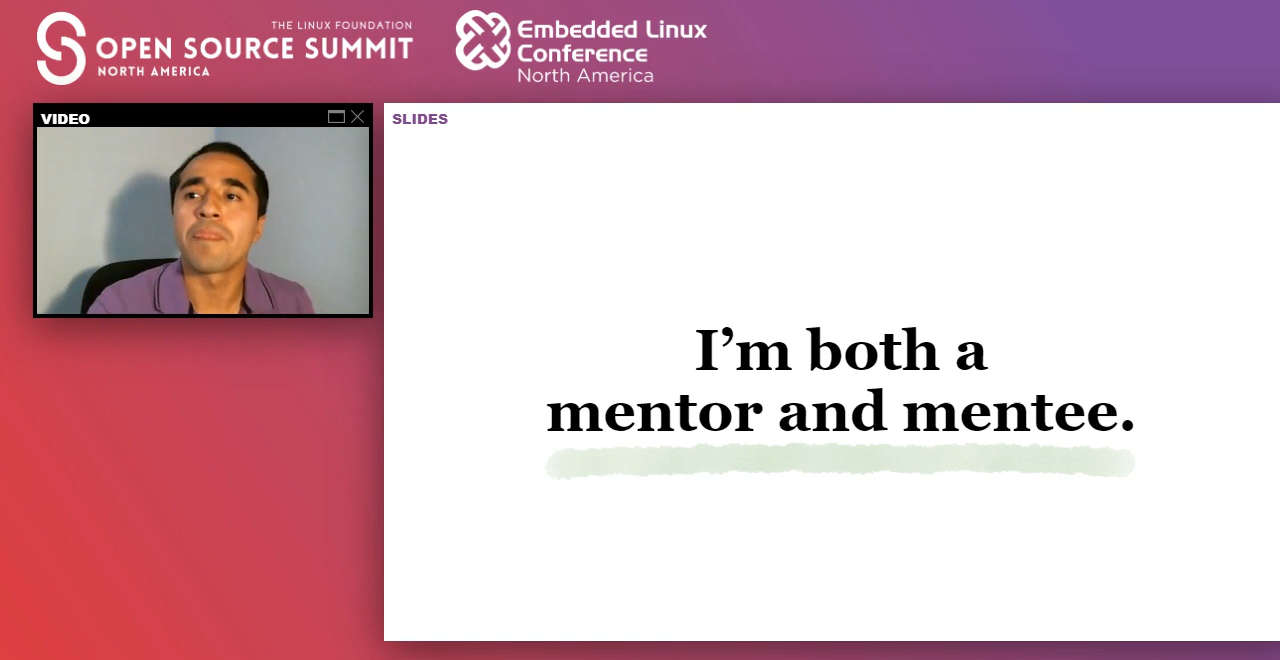 THE LINUX FOUNDATION
OPEN SOURCE SUMMIT
NORTH AMERICA
Embedded Linux
Conference
North America
VIDEO
SLIDES
I’m both a
mentor and mentee.